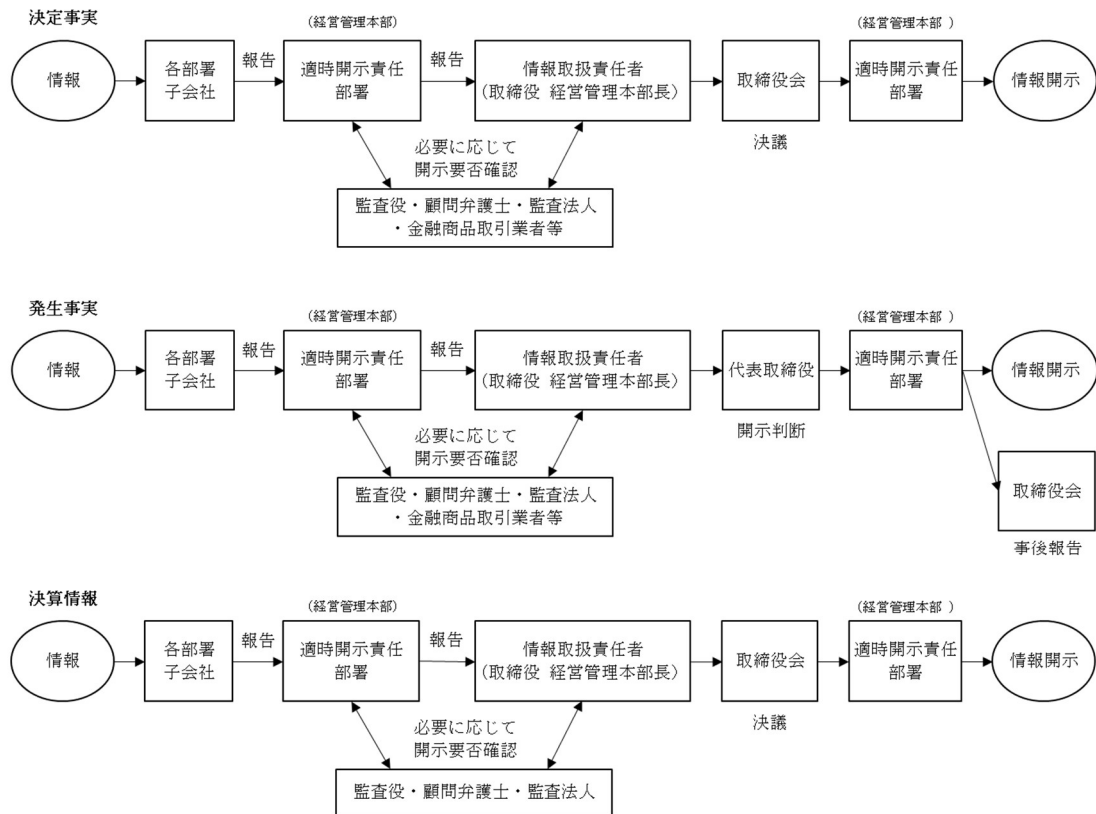 決定事実
(経営管理本部)
(経営管理本部 )
情報
各部署
子会社
報告
適時開示責任
部署
報告
情報取扱責任者
(取締役 経営管理本部長)
取締役会
決議
適時開示責任
部署
情報開示
必要に応じて
開示要否確認
監査役・顧問弁護士・監査法人
・金融商品取引業者等
発生事実
(経営管理本部)
(経営管理本部 )
情報
各部署
子会社
報告
適時開示責任
部署
報告
情報取扱責任者
(取締役 経営管理本部長)
代表取締役
開示判断
適時開示責任
部署
情報開示
必要に応じて
開示要否確認
監査役・顧問弁護士・監査法人
・金融商品取引業者等
取締役会
事後報告
決算情報
(経営管理本部)
(経営管理本部 )
情報
各部署
子会社
報告
適時開示責任
部署
報告
情報取扱責任者
(取締役 経営管理本部長)
取締役会
決議
適時開示責任
部署
情報開示
必要に応じて
開示要否確認
監査役・顧問弁護士・監査法人